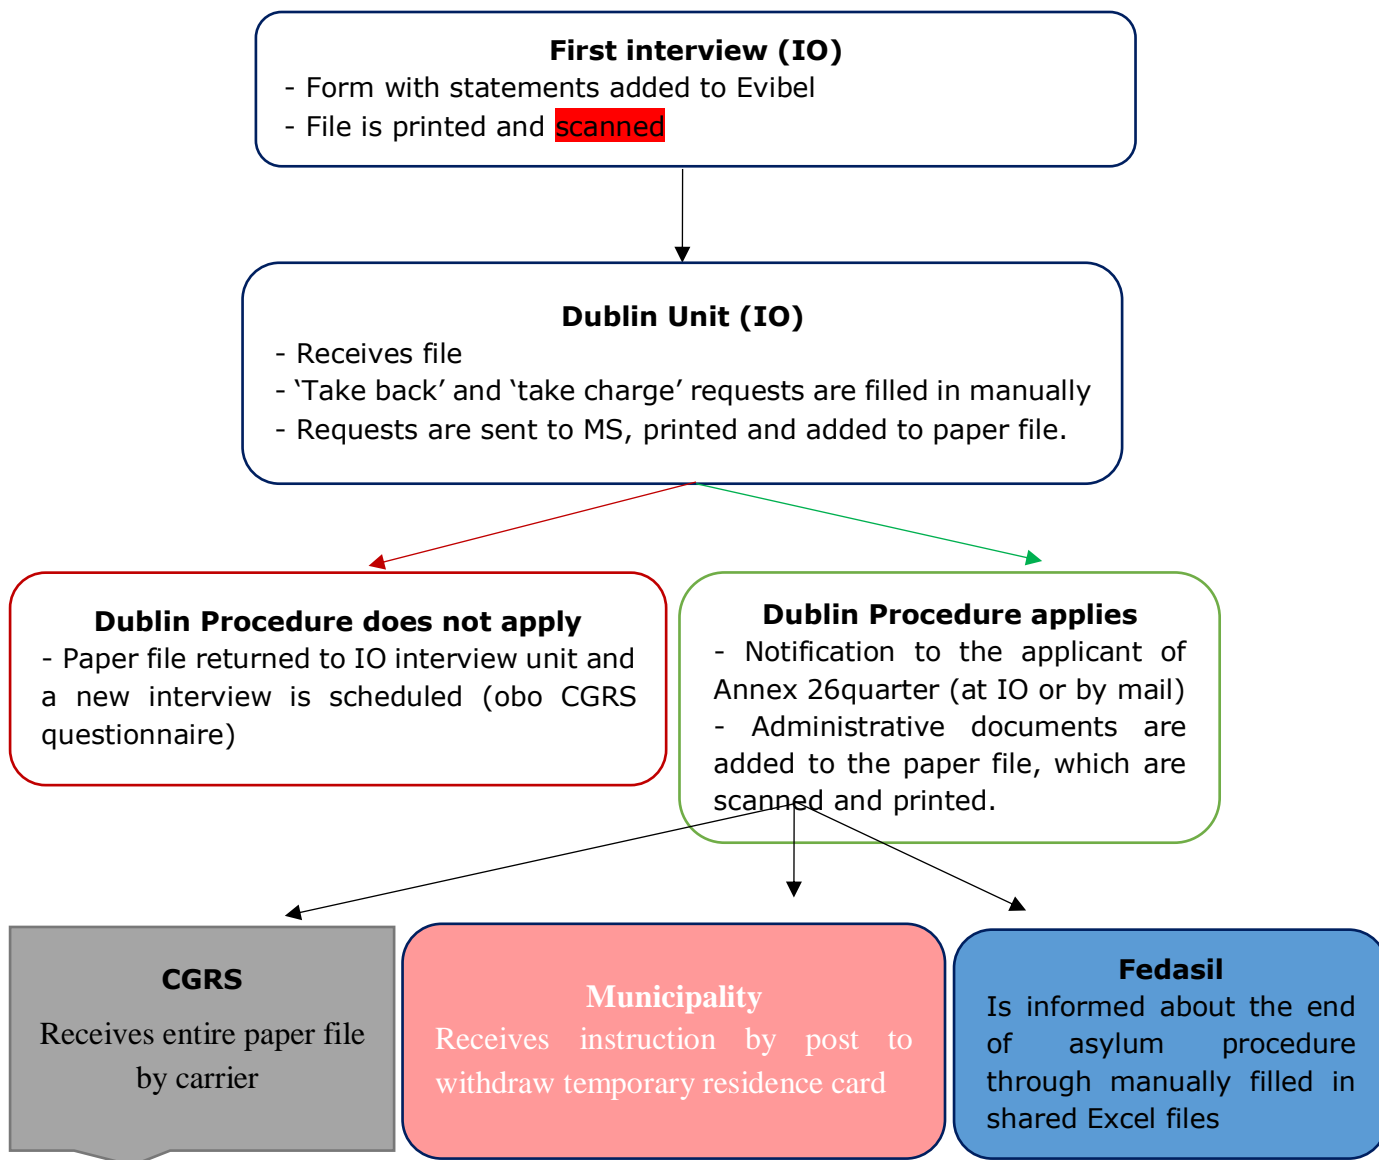 First interview (IO)
- Form with statements added to Evibel
- File is printed and scanned
Dublin Unit (IO)
- Receives file
- ‘Take back’ and ‘take charge’ requests are filled in manually
- Requests are sent to MS, printed and added to paper file.
Dublin Procedure does not apply
- Paper file returned to IO interview unit and
a new interview is scheduled (obo CGRS
questionnaire)
Dublin Procedure applies
- Notification to the applicant of
Annex 26quarter (at IO or by mail)
- Administrative documents are
added to the paper file, which are
scanned and printed.
CGRS
Receives entire paper file
by carrier
Municipality
Receives instruction by post to
withdraw temporary residence card
Fedasil
Is informed about the end
of asylum procedure
through manually filled in
shared Excel files